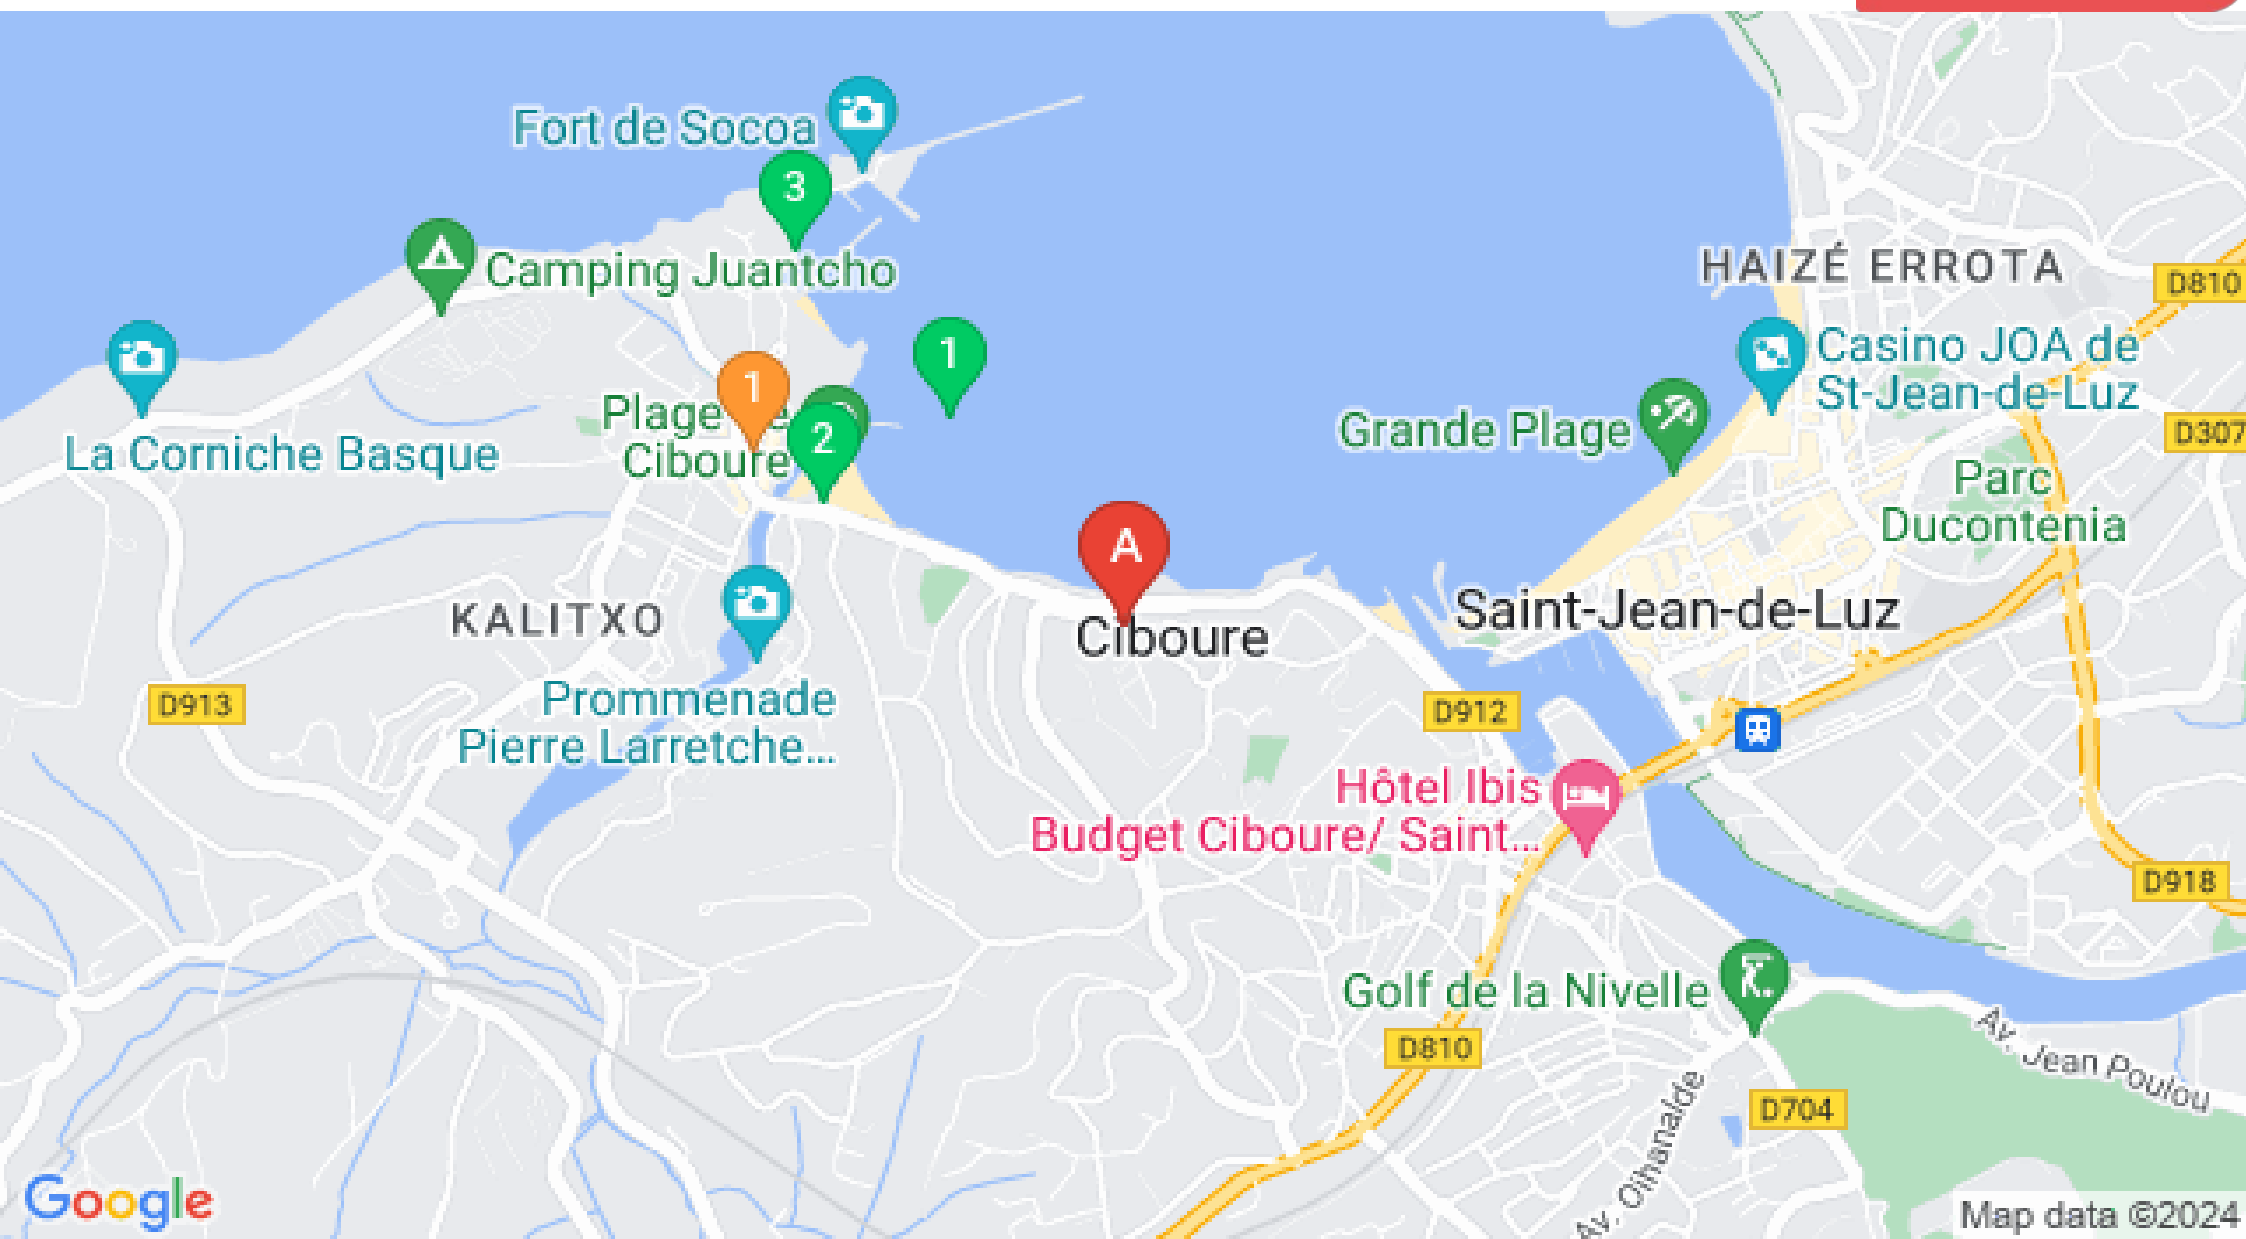 Fort de Socoa
3
Camping Juantcho
HAIZÉ ERROTA
D810
1
Casino JOA de
St-Jean-de-Luz
1
Plage
Ciboure
2
La Corniche Basque
Grande Plage
D307
Parc
Ducontenia
A
Ciboure
Saint-Jean-de-Luz
KALITXO
D913
Prommenade
Pierre Larretche...
D912
Hôtel Ibis
Budget Ciboure/ Saint...
D918
Golf de la Nivelle
D810
Av. Jean Poulou
D704
Av. Olhanaide
Google
Map data ©2024